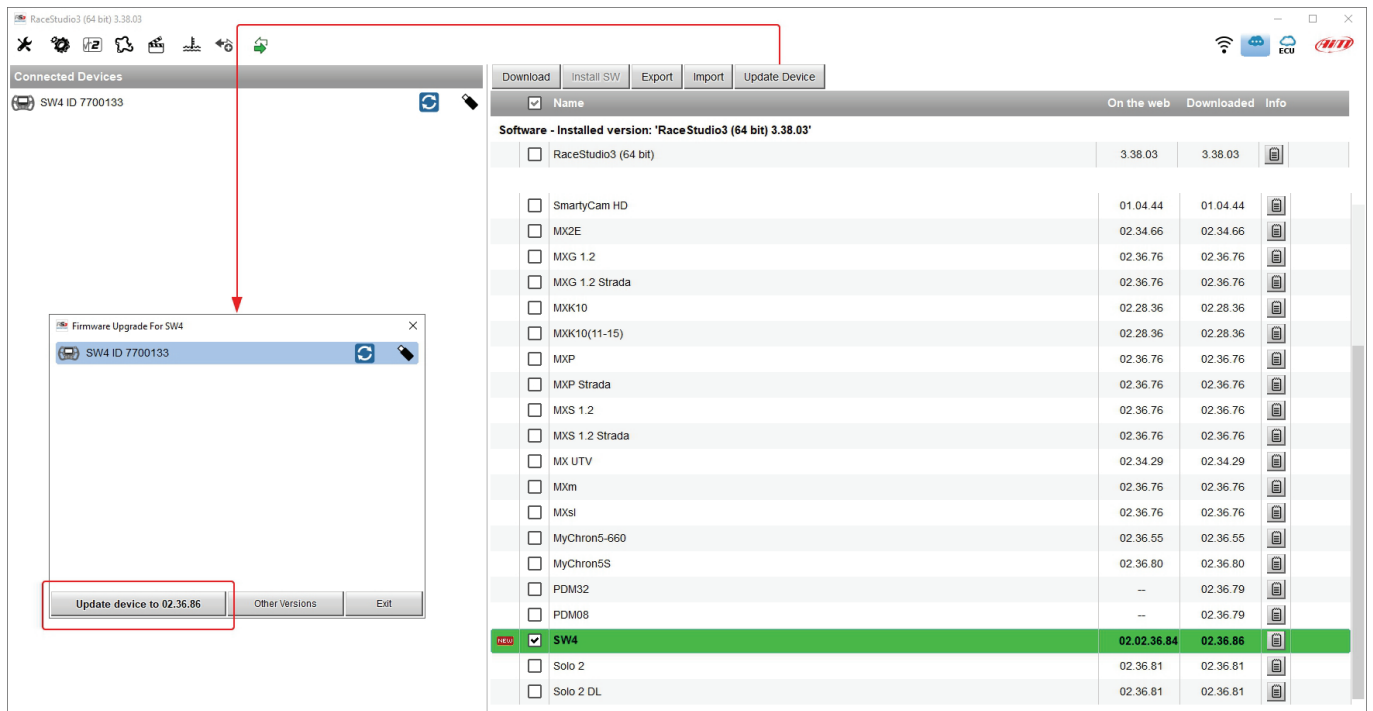 RaceStudio3 (64 bit) 3.38.03
ECU
AiM
Connected Devices
SW4 ID 7700133
Download Install SW Export Import Update Device
Name On the web Downloaded Info
Software - Installed version: 'RaceStudio3 (64 bit) 3.38.03'
RaceStudio3 (64 bit) 3.38.03 3.38.03
SmartyCam HD 01.04.44 01.04.44
MX2E 02.34.66 02.34.66
MXG 1.2 02.36.76 02.36.76
MXG 1.2 Strada 02.36.76 02.36.76
MXK10 02.28.36 02.28.36
MXK10(11-15) 02.28.36 02.28.36
MXP 02.36.76 02.36.76
MXP Strada 02.36.76 02.36.76
MXS 1.2 02.36.76 02.36.76
MXS 1.2 Strada 02.36.76 02.36.76
MX UTV 02.34.29 02.34.29
MXm 02.36.76 02.36.76
MXsl 02.36.76 02.36.76
MyChron5-660 02.36.55 02.36.55
MyChron5S 02.36.80 02.36.80
PDM32 -- 02.36.79
PDM08 -- 02.36.79
NEW SW4 02.02.36.84 02.36.86
Solo 2 02.36.81 02.36.81
Solo 2 DL 02.36.81 02.36.81
Firmware Upgrade For SW4
SW4 ID 7700133
Update device to 02.36.86 Other Versions Exit